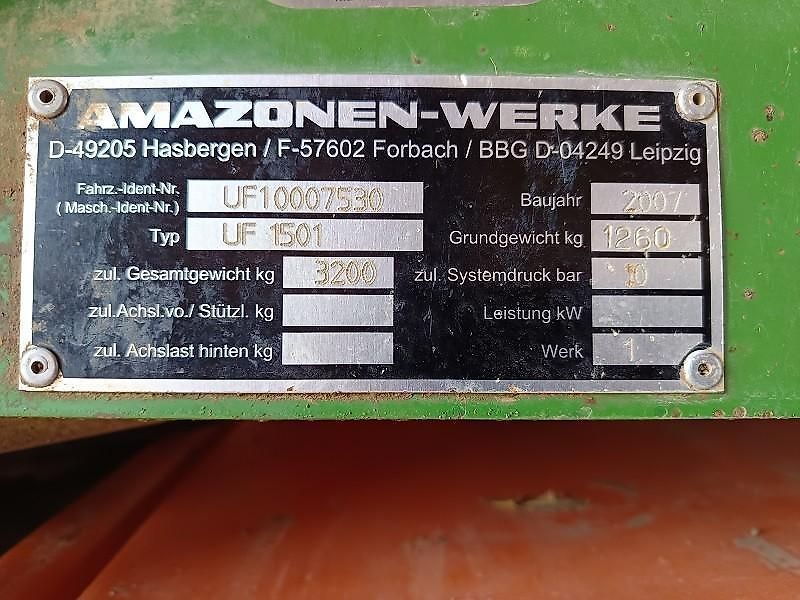 AMAZONEN-WERKE
D-49205 Hasbergen / F-57602 Forbach / BBG D-04249 Leipzig
Fahrz.-Ident-Nr.
(Masch.-Ident-Nr.) UF10007530 Baujahr 2007
Typ UF 1501 Grundgewicht kg 1260
zul. Gesamtgewicht kg 3200 zul. Systemdruck bar 10
zul.Achsl.vo./ Stützl. kg Leistung kW
zul. Achslast hinten kg Werk 1